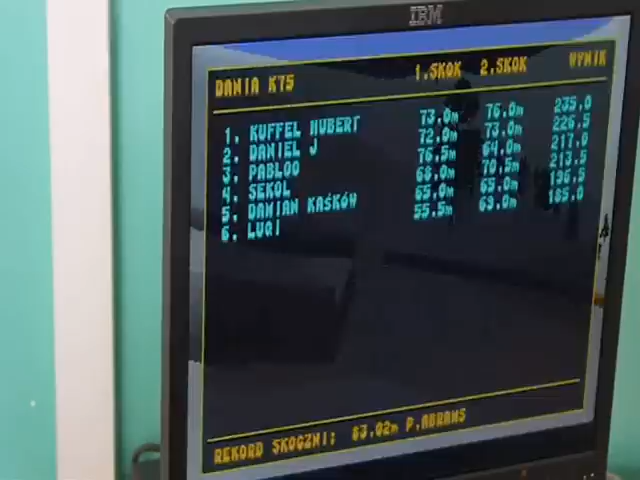 IBM
DANIA K75 1.SKOK 2.SKOK WYNIK
1. KUFFEL HUBERT 73.0m 76.0m 235.0
2. DANIEL J 72.0m 73.0m 226.5
3. PABLOO 76.5m 64.0m 217.0
4. SEKOL 68.0m 70.5m 213.5
5. DAMIAN KAŚKÓW 65.0m 65.0m 196.5
6. LUQI 55.5m 69.0m 185.0
REKORD SKOCZNI: 83.02m P.ABRAMS